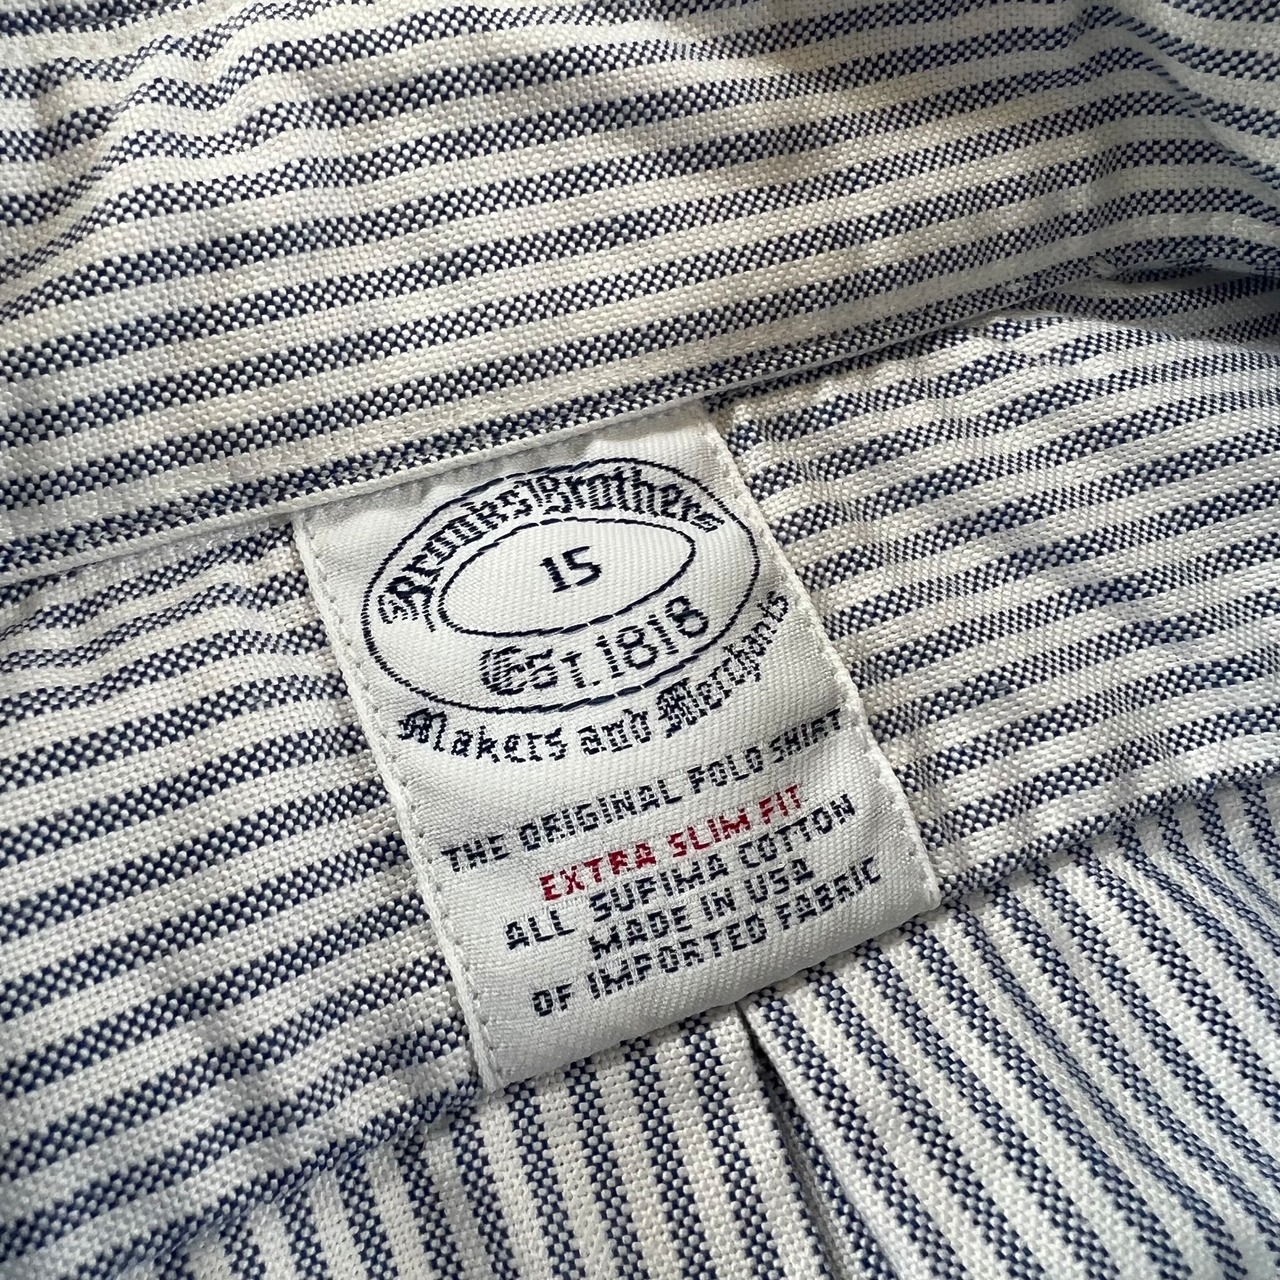 Brooks Brothers
15
Est. 1818
Makers and Merchants
THE ORIGINAL POLO SHIRT
EXTRA SLIM FIT
ALL SUPIMA COTTON
MADE IN USA
OF IMPORTED FABRIC